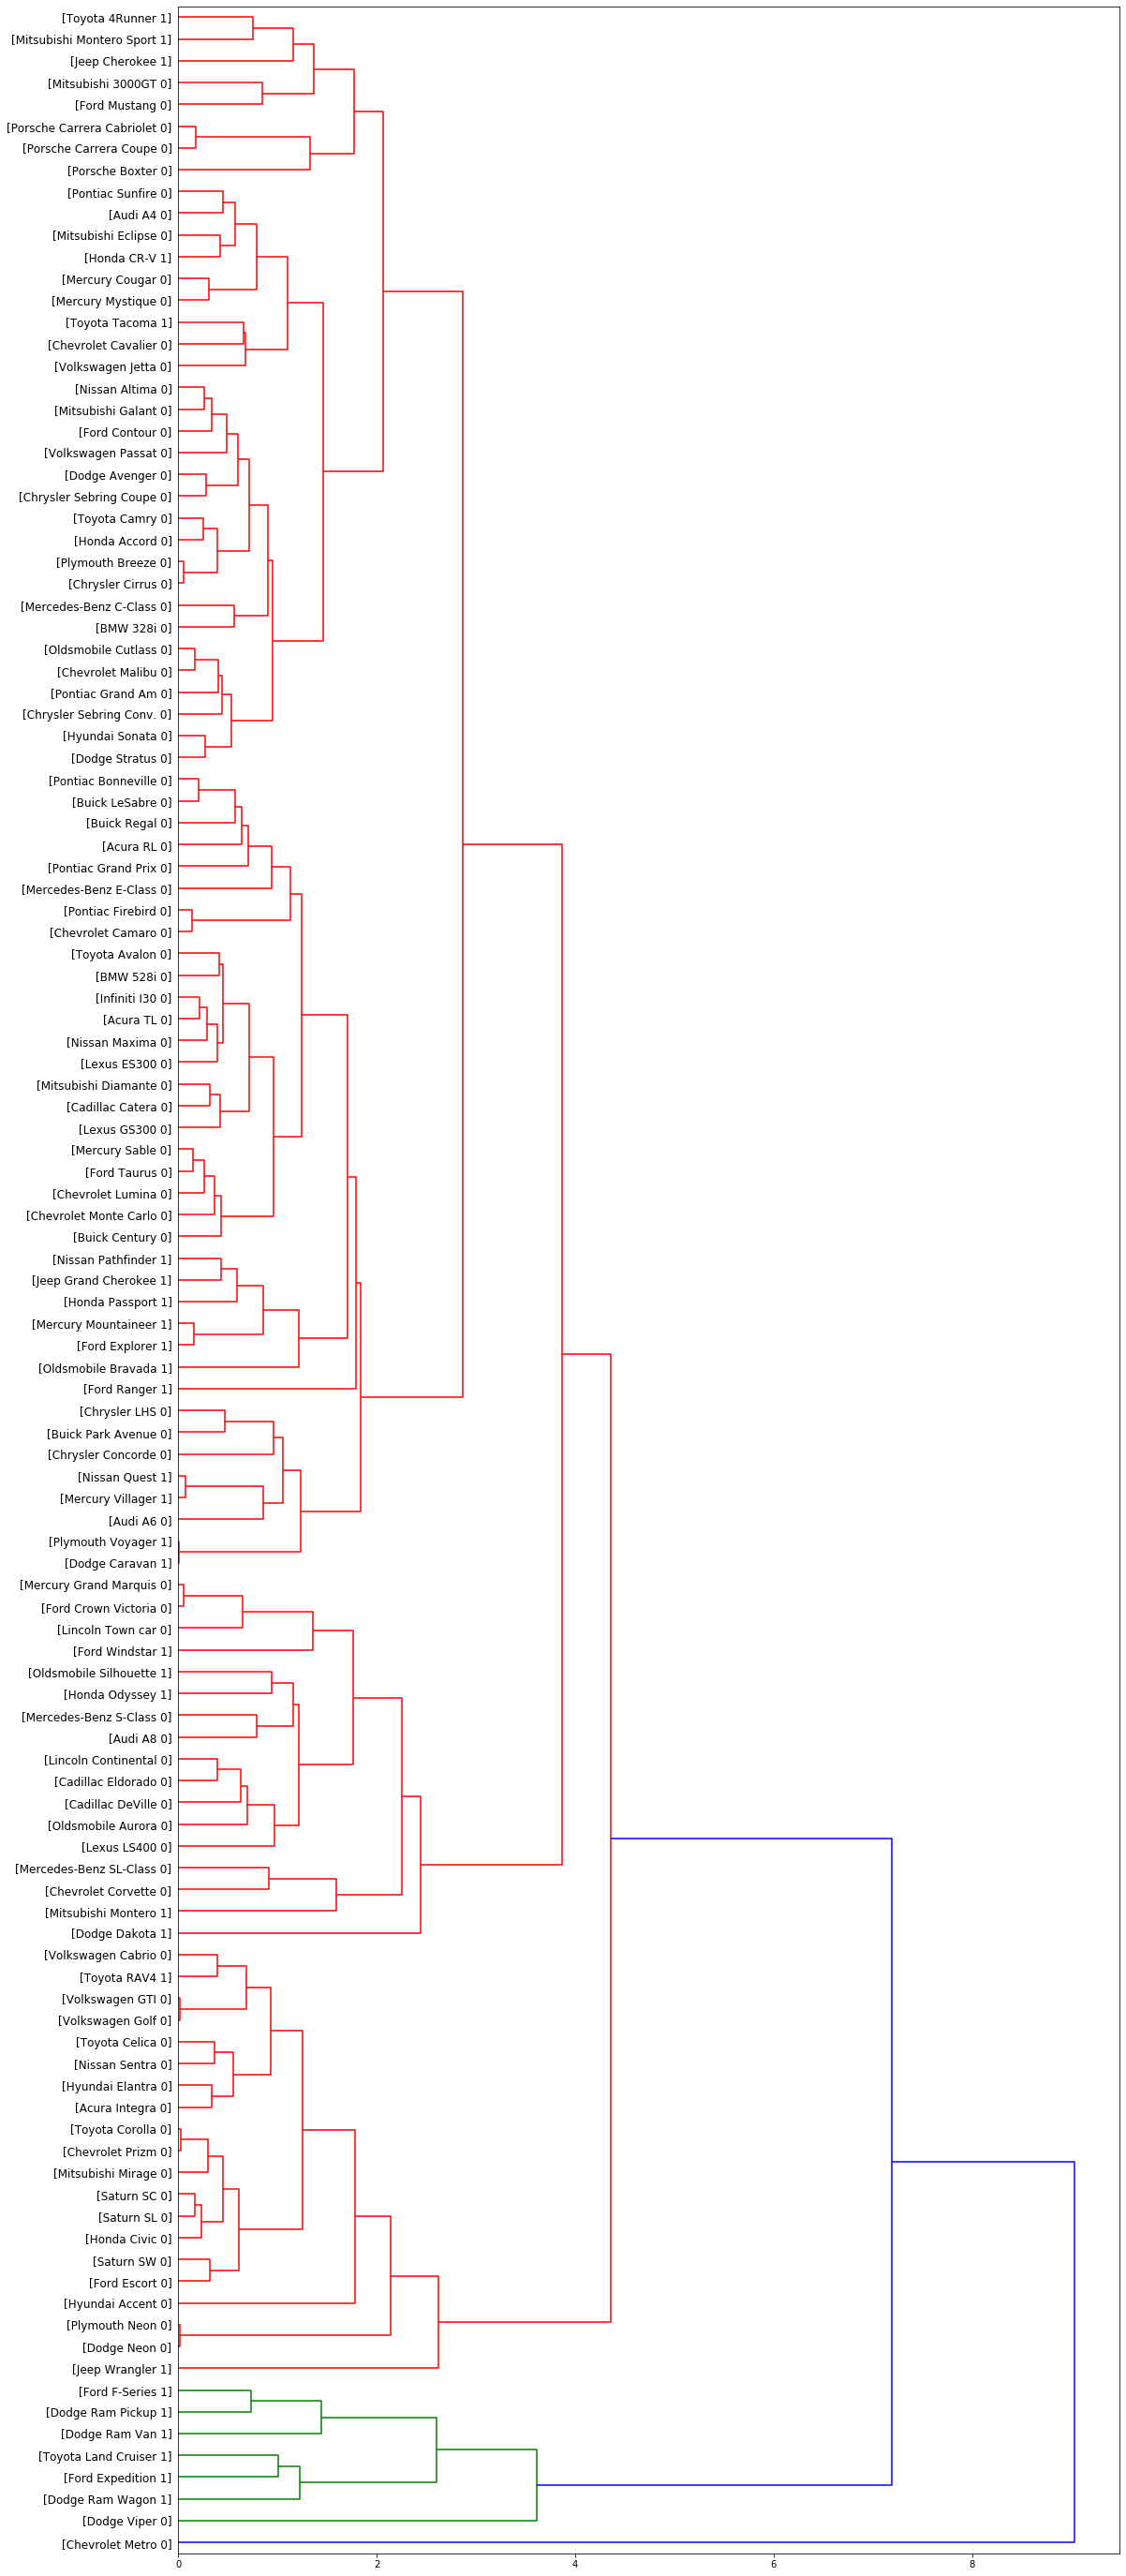 [Toyota 4Runner 1]
[Mitsubishi Montero Sport 1]
[Jeep Cherokee 1]
[Mitsubishi 3000GT 0]
[Ford Mustang 0]
[Porsche Carrera Cabriolet 0]
[Porsche Carrera Coupe 0]
[Porsche Boxter 0]
[Pontiac Sunfire 0]
[Audi A4 0]
[Mitsubishi Eclipse 0]
[Honda CR-V 1]
[Mercury Cougar 0]
[Mercury Mystique 0]
[Toyota Tacoma 1]
[Chevrolet Cavalier 0]
[Volkswagen Jetta 0]
[Nissan Altima 0]
[Mitsubishi Galant 0]
[Ford Contour 0]
[Volkswagen Passat 0]
[Dodge Avenger 0]
[Chrysler Sebring Coupe 0]
[Toyota Camry 0]
[Honda Accord 0]
[Plymouth Breeze 0]
[Chrysler Cirrus 0]
[Mercedes-Benz C-Class 0]
[BMW 328i 0]
[Oldsmobile Cutlass 0]
[Chevrolet Malibu 0]
[Pontiac Grand Am 0]
[Chrysler Sebring Conv. 0]
[Hyundai Sonata 0]
[Dodge Stratus 0]
[Pontiac Bonneville 0]
[Buick LeSabre 0]
[Buick Regal 0]
[Acura RL 0]
[Pontiac Grand Prix 0]
[Mercedes-Benz E-Class 0]
[Pontiac Firebird 0]
[Chevrolet Camaro 0]
[Toyota Avalon 0]
[BMW 528i 0]
[Infiniti I30 0]
[Acura TL 0]
[Nissan Maxima 0]
[Lexus ES300 0]
[Mitsubishi Diamante 0]
[Cadillac Catera 0]
[Lexus GS300 0]
[Mercury Sable 0]
[Ford Taurus 0]
[Chevrolet Lumina 0]
[Chevrolet Monte Carlo 0]
[Buick Century 0]
[Nissan Pathfinder 1]
[Jeep Grand Cherokee 1]
[Honda Passport 1]
[Mercury Mountaineer 1]
[Ford Explorer 1]
[Oldsmobile Bravada 1]
[Ford Ranger 1]
[Chrysler LHS 0]
[Buick Park Avenue 0]
[Chrysler Concorde 0]
[Nissan Quest 1]
[Mercury Villager 1]
[Audi A6 0]
[Plymouth Voyager 1]
[Dodge Caravan 1]
[Mercury Grand Marquis 0]
[Ford Crown Victoria 0]
[Lincoln Town car 0]
[Ford Windstar 1]
[Oldsmobile Silhouette 1]
[Honda Odyssey 1]
[Mercedes-Benz S-Class 0]
[Audi A8 0]
[Lincoln Continental 0]
[Cadillac Eldorado 0]
[Cadillac DeVille 0]
[Oldsmobile Aurora 0]
[Lexus LS400 0]
[Mercedes-Benz SL-Class 0]
[Chevrolet Corvette 0]
[Mitsubishi Montero 1]
[Dodge Dakota 1]
[Volkswagen Cabrio 0]
[Toyota RAV4 1]
[Volkswagen GTI 0]
[Volkswagen Golf 0]
[Toyota Celica 0]
[Nissan Sentra 0]
[Hyundai Elantra 0]
[Acura Integra 0]
[Toyota Corolla 0]
[Chevrolet Prizm 0]
[Mitsubishi Mirage 0]
[Saturn SC 0]
[Saturn SL 0]
[Honda Civic 0]
[Saturn SW 0]
[Ford Escort 0]
[Hyundai Accent 0]
[Plymouth Neon 0]
[Dodge Neon 0]
[Jeep Wrangler 1]
[Ford F-Series 1]
[Dodge Ram Pickup 1]
[Dodge Ram Van 1]
[Toyota Land Cruiser 1]
[Ford Expedition 1]
[Dodge Ram Wagon 1]
[Dodge Viper 0]
[Chevrolet Metro 0]
0 2 4 6 8